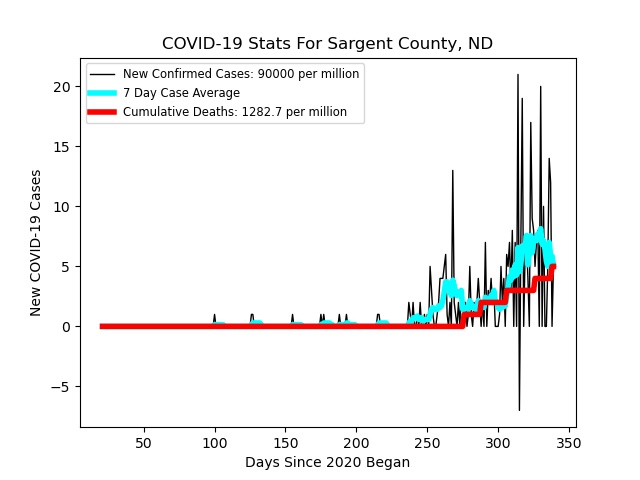 COVID-19 Stats For Sargent County, ND
New Confirmed Cases: 90000 per million
7 Day Case Average
Cumulative Deaths: 1282.7 per million
New COVID-19 Cases
20
15
10
5
0
−5
50 100 150 200 250 300 350
Days Since 2020 Began